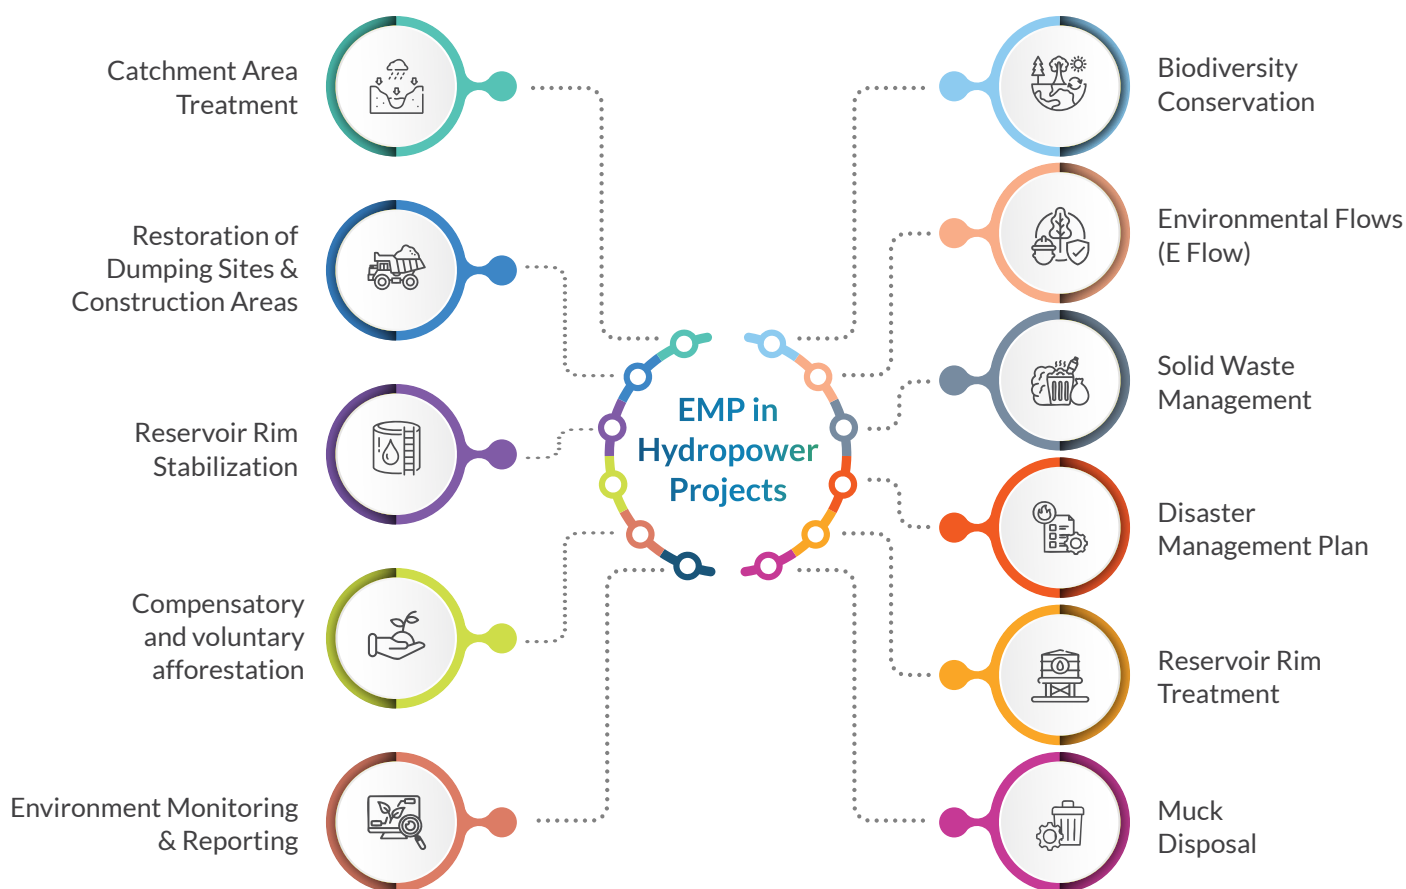 Catchment Area
Treatment
Restoration of
Dumping Sites &
Construction Areas
Reservoir Rim
Stabilization
Compensatory
and voluntary
afforestation
Environment Monitoring
& Reporting
EMP in
Hydropower
Projects
Biodiversity
Conservation
Environmental Flows
(E Flow)
Solid Waste
Management
Disaster
Management Plan
Reservoir Rim
Treatment
Muck
Disposal